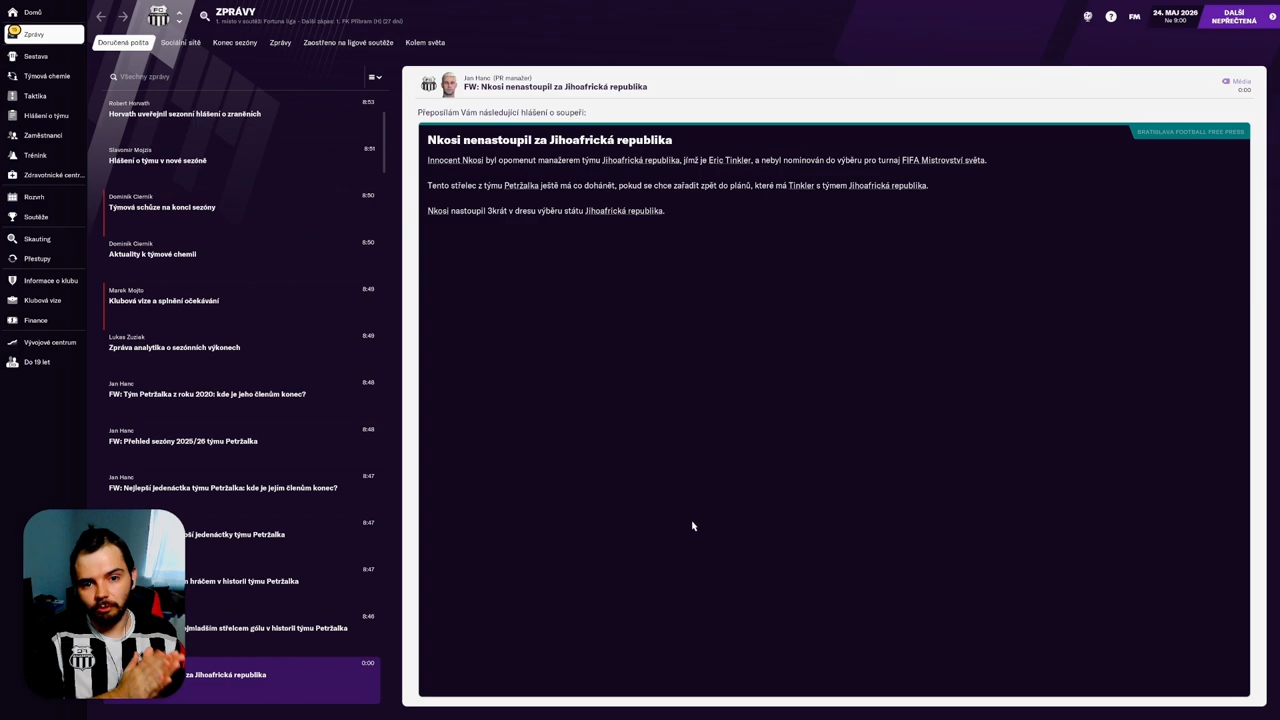 Domů
Zprávy
Sestava
Týmová chemie
Taktika
Hlášení o týmu
Zaměstnanci
Trénink
Zdravotnické centr...
Rozvrh
Soutěže
Skauting
Přestupy
Informace o klubu
Klubová vize
Finance
Vývojové centrum
Do 19 let
FC
ZPRÁVY
1. místo v soutěži: Fortuna liga - Další zápas: 1. FK Příbram (H) (27 dní)
FM
24. MAJ 2026
Ne 9:00
DALŠÍ
NEPŘEČTENÁ
Doručená pošta
Sociální sítě
Konec sezóny
Zprávy
Zaostřeno na ligové soutěže
Kolem světa
Všechny zprávy
Robert Horvath 8:53
Horvath uveřejnil sezonní hlášení o zraněních
Slavomir Mojzis 8:51
Hlášení o týmu v nové sezóně
Dominik Ciernik 8:50
Týmová schůze na konci sezóny
Dominik Ciernik 8:50
Aktuality k týmové chemii
Marek Mojto 8:49
Klubová vize a splnění očekávání
Lukas Zuziak 8:49
Zpráva analytika o sezónních výkonech
Jan Hanc 8:48
FW: Tým Petržalka z roku 2020: kde je jeho členům konec?
Jan Hanc 8:48
FW: Přehled sezóny 2025/26 týmu Petržalka
Jan Hanc 8:47
FW: Nejlepší jedenáctka týmu Petržalka: kde je jejím členům konec?
8:47
pší jedenáctky týmu Petržalka
8:47
m hráčem v historii týmu Petržalka
8:46
ejmladším střelcem gólu v historii týmu Petržalka
0:00
za Jihoafrická republika
Jan Hanc (PR manažer)
FW: Nkosi nenastoupil za Jihoafrická republika
Média
0:00
Přeposílám Vám následující hlášení o soupeři:
BRATISLAVA FOOTBALL FREE PRESS
Nkosi nenastoupil za Jihoafrická republika
Innocent Nkosi byl opomenut manažerem týmu Jihoafrická republika, jímž je Eric Tinkler, a nebyl nominován do výběru pro turnaj FIFA Mistrovství světa.
Tento střelec z týmu Petržalka ještě má co dohánět, pokud se chce zařadit zpět do plánů, které má Tinkler s týmem Jihoafrická republika.
Nkosi nastoupil 3krát v dresu výběru státu Jihoafrická republika.